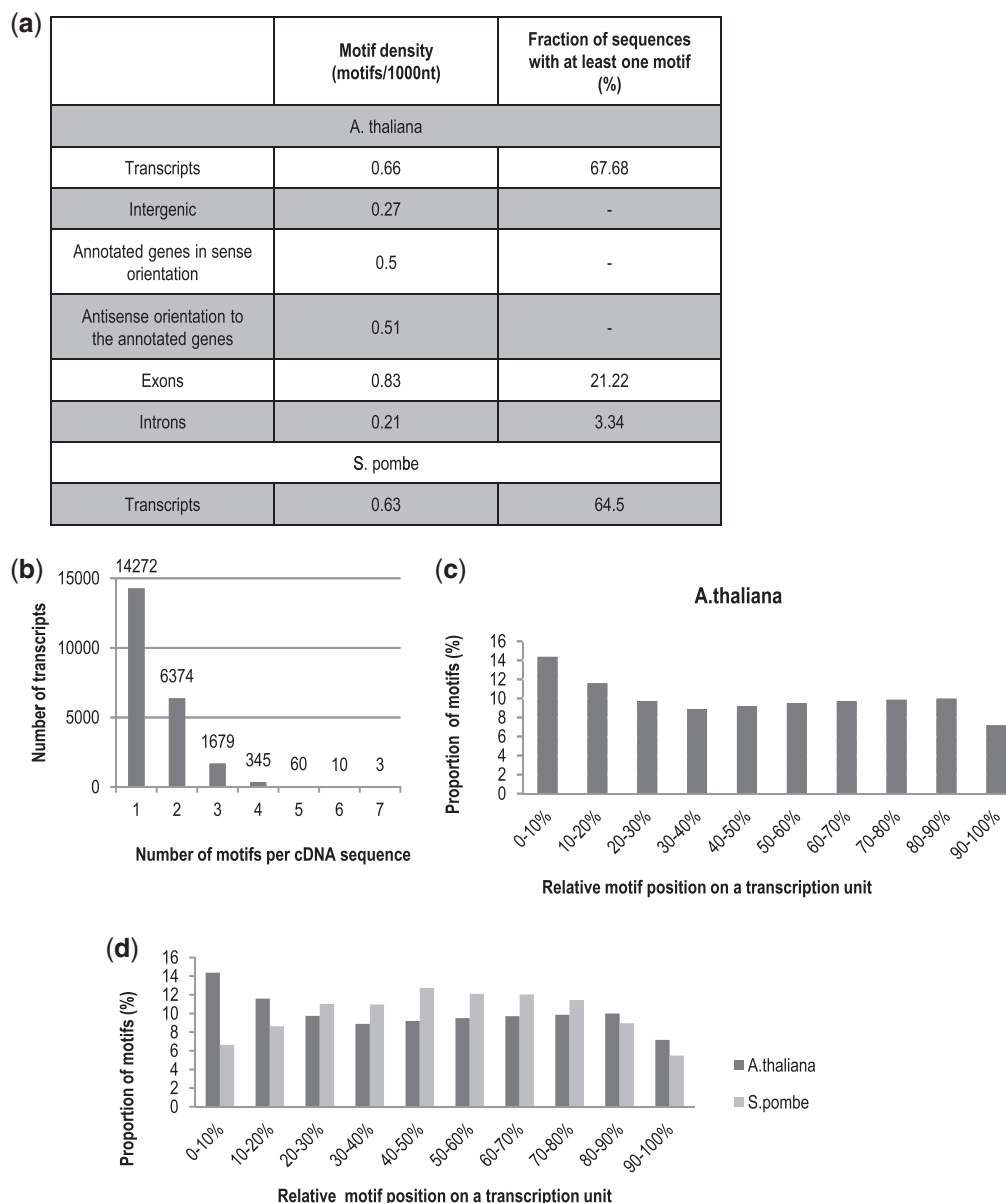 (a)
Motif density
(motifs/1000nt)
Fraction of sequences
with at least one motif
(%)
A. thaliana
Transcripts 0.66 67.68
Intergenic 0.27 -
Annotated genes in sense
orientation
0.5 -
Antisense orientation to
the annotated genes
0.51 -
Exons 0.83 21.22
Introns 0.21 3.34
S. pombe
Transcripts 0.63 64.5
(b)
Number of transcripts
15000
10000
5000
0
14272
6374
1679
345
60
10
3
1 2 3 4 5 6 7
Number of motifs per cDNA sequence
(c)
A.thaliana
Proportion of motifs (%)
16
14
12
10
8
6
4
2
0
0-10%
10-20%
20-30%
30-40%
40-50%
50-60%
60-70%
70-80%
80-90%
90-100%
Relative motif position on a transcription unit
(d)
Proportion of motifs (%)
16
14
12
10
8
6
4
2
0
0-10%
10-20%
20-30%
30-40%
40-50%
50-60%
60-70%
70-80%
80-90%
90-100%
A.thaliana
S.pombe
Relative motif position on a transcription unit